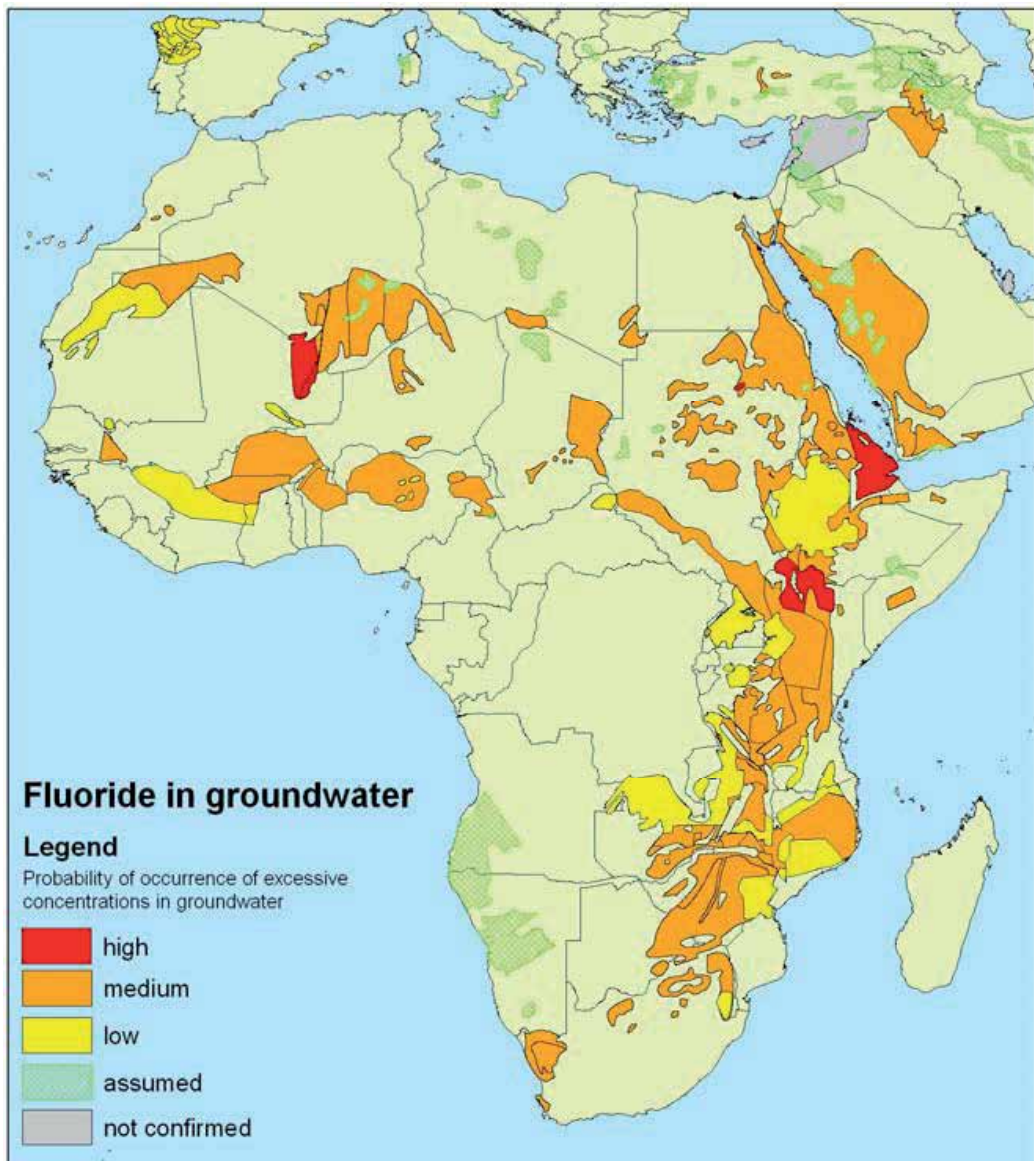 Fluoride in groundwater
Legend
Probability of occurrence of excessive
concentrations in groundwater
high
medium
low
assumed
not confirmed